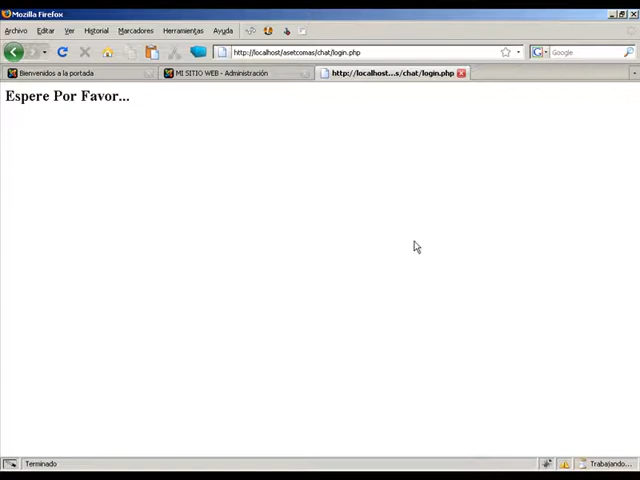 Mozilla Firefox
Archivo Editar Ver Historial Marcadores Herramientas Ayuda
http://localhost/asetcomas/chat/login.php
Google
Bienvenidos a la portada
MI SITIO WEB - Administración
http://localhost...s/chat/login.php
Espere Por Favor...
Terminado
Trabajando...